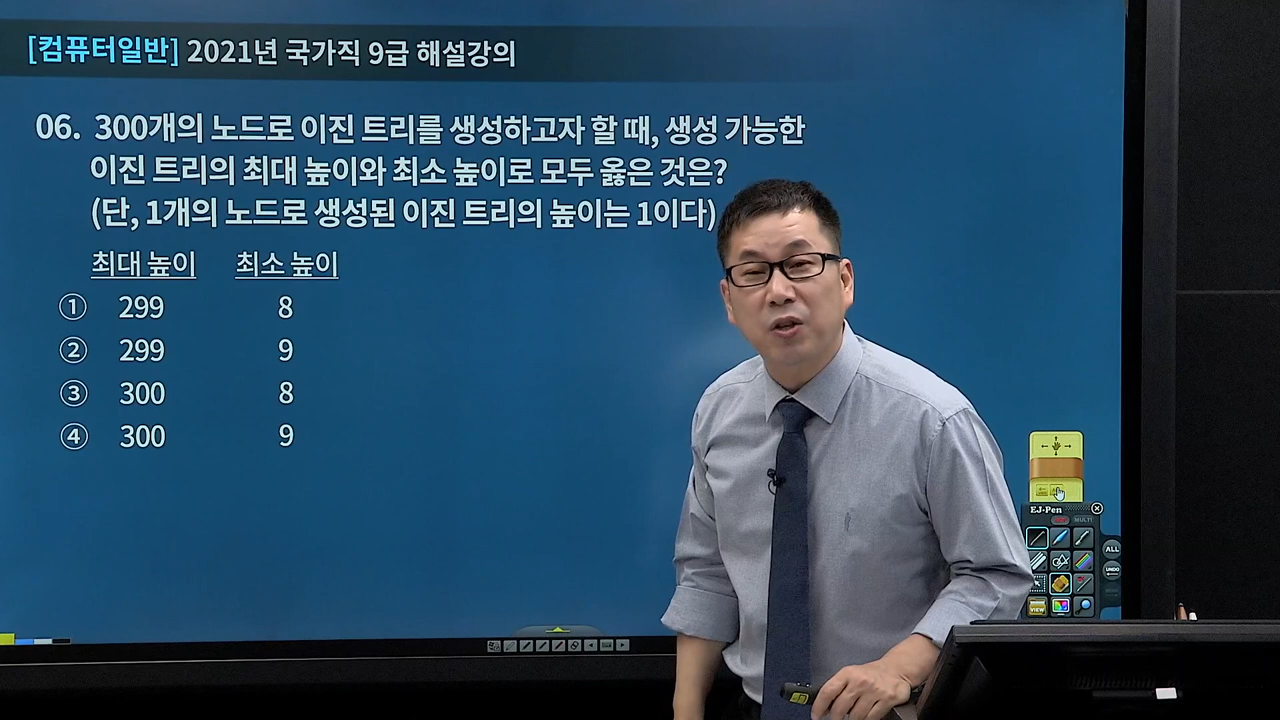 [컴퓨터일반] 2021년 국가직 9급 해설강의
06. 300개의 노드로 이진 트리를 생성하고자 할 때, 생성 가능한
이진 트리의 최대 높이와 최소 높이로 모두 옳은 것은?
(단, 1개의 노드로 생성된 이진 트리의 높이는 1이다)
최대 높이 최소 높이
① 299 8
② 299 9
③ 300 8
④ 300 9
EJ-Pen
MULTI
ALL
UNDO
VIEW